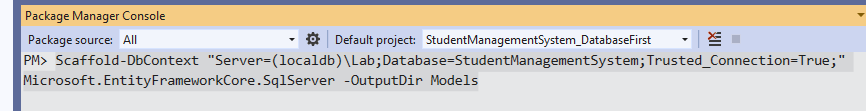 Package Manager Console
Package source: All Default project: StudentManagementSystem_DatabaseFirst
PM> Scaffold-DbContext "Server=(localdb)\Lab;Database=StudentManagementSystem;Trusted_Connection=True;"
Microsoft.EntityFrameworkCore.SqlServer -OutputDir Models